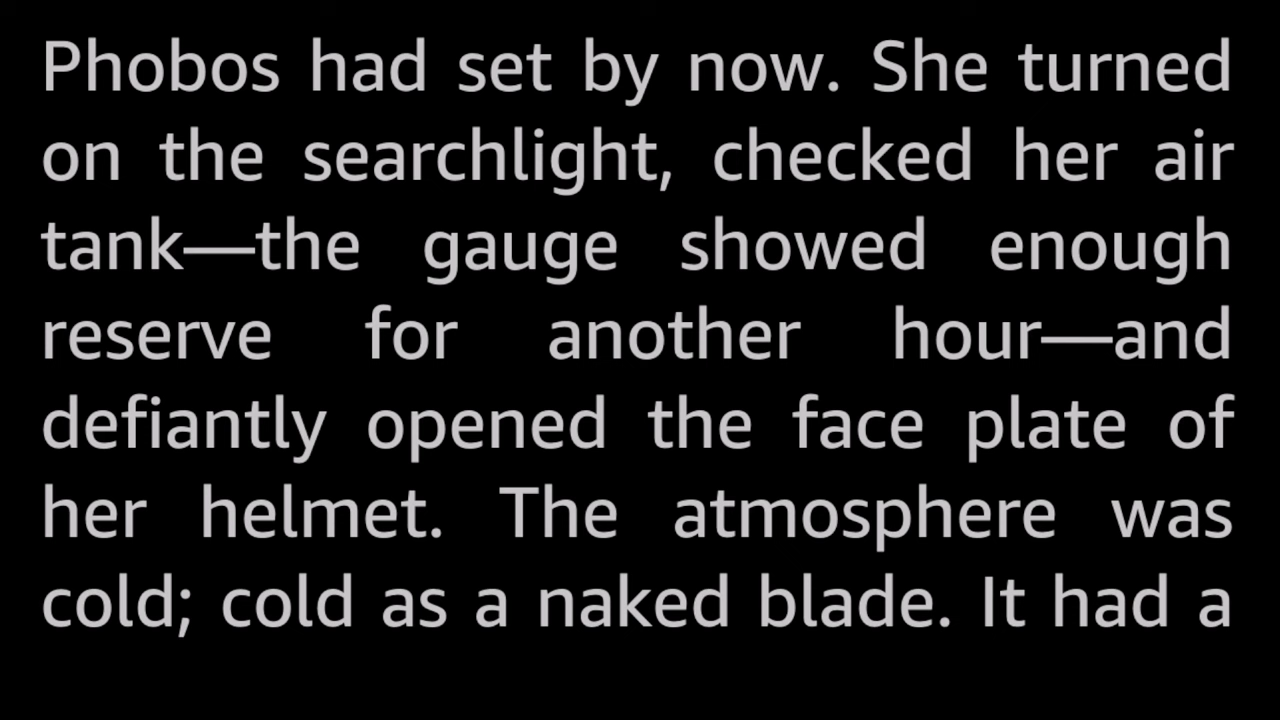 Phobos had set by now. She turned
on the searchlight, checked her air
tank—the gauge showed enough
reserve for another hour—and
defiantly opened the face plate of
her helmet. The atmosphere was
cold; cold as a naked blade. It had a